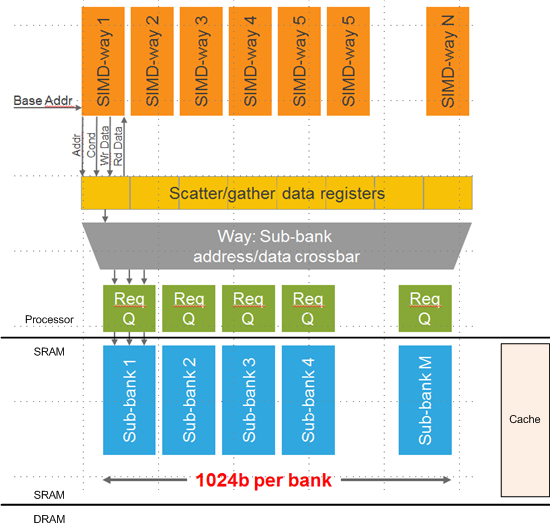 SIMD-way 1
SIMD-way 2
SIMD-way 3
SIMD-way 4
SIMD-way 5
SIMD-way 5
SIMD-way N
Base Addr
Addr
Cond
Wr Data
Rd Data
Scatter/gather data registers
Way: Sub-bank
address/data crossbar
Req
Q
Req
Q
Req
Q
Req
Q
Req
Q
Processor
SRAM
Sub-bank 1
Sub-bank 2
Sub-bank 3
Sub-bank 4
Sub-bank M
Cache
1024b per bank
SRAM
DRAM